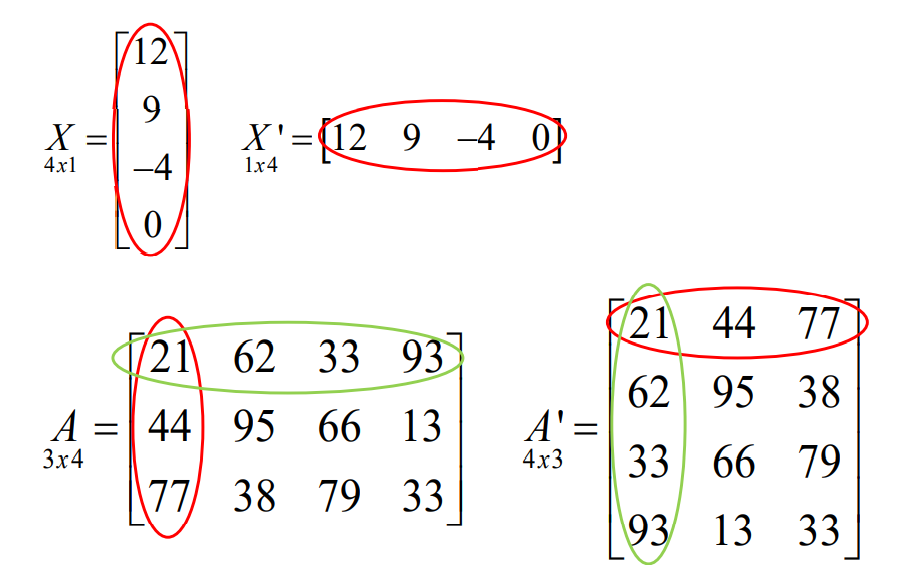 X = [12
9
–4
0]
4x1
X' = [12 9 –4 0]
1x4
A = [21 62 33 93
44 95 66 13
77 38 79 33]
3x4
A' = [21 44 77
62 95 38
33 66 79
93 13 33]
4x3